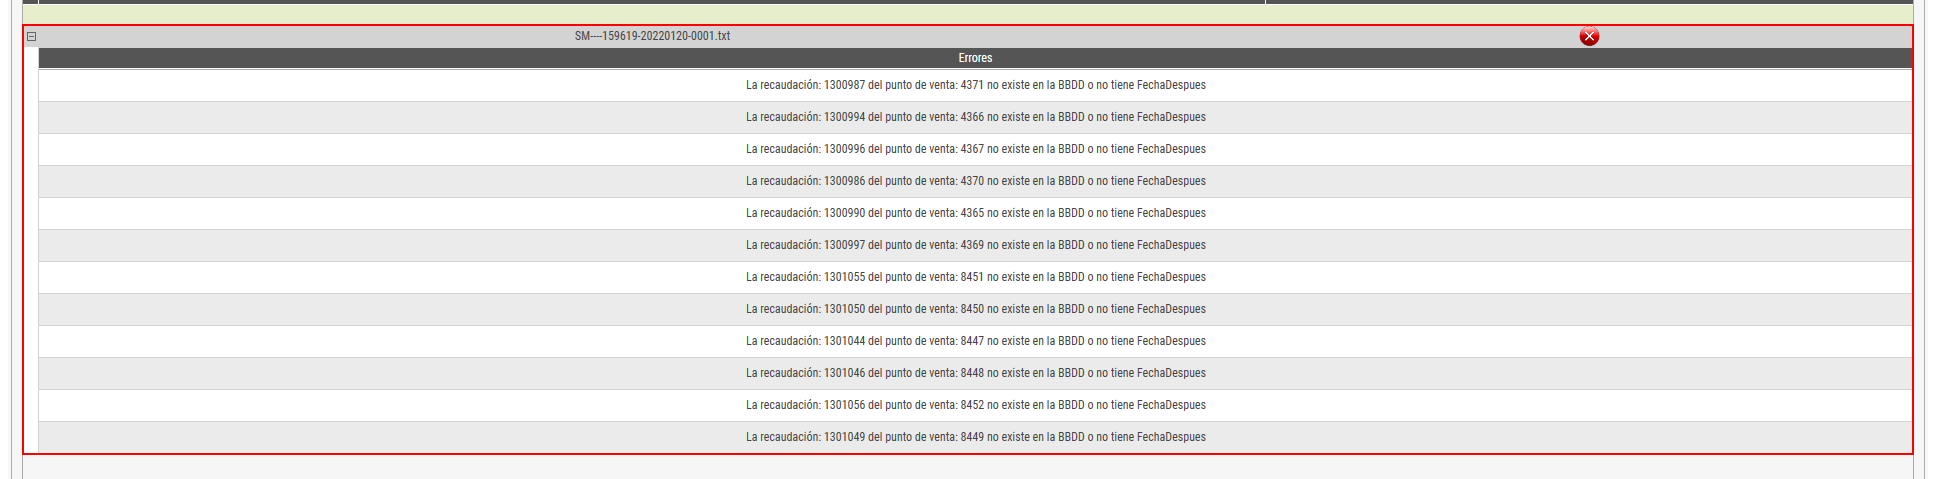 SM----159619-20220120-0001.txt
Errores
La recaudación: 1300987 del punto de venta: 4371 no existe en la BBDD o no tiene FechaDespues
La recaudación: 1300994 del punto de venta: 4366 no existe en la BBDD o no tiene FechaDespues
La recaudación: 1300996 del punto de venta: 4367 no existe en la BBDD o no tiene FechaDespues
La recaudación: 1300986 del punto de venta: 4370 no existe en la BBDD o no tiene FechaDespues
La recaudación: 1300990 del punto de venta: 4365 no existe en la BBDD o no tiene FechaDespues
La recaudación: 1300997 del punto de venta: 4369 no existe en la BBDD o no tiene FechaDespues
La recaudación: 1301055 del punto de venta: 8451 no existe en la BBDD o no tiene FechaDespues
La recaudación: 1301050 del punto de venta: 8450 no existe en la BBDD o no tiene FechaDespues
La recaudación: 1301044 del punto de venta: 8447 no existe en la BBDD o no tiene FechaDespues
La recaudación: 1301046 del punto de venta: 8448 no existe en la BBDD o no tiene FechaDespues
La recaudación: 1301056 del punto de venta: 8452 no existe en la BBDD o no tiene FechaDespues
La recaudación: 1301049 del punto de venta: 8449 no existe en la BBDD o no tiene FechaDespues